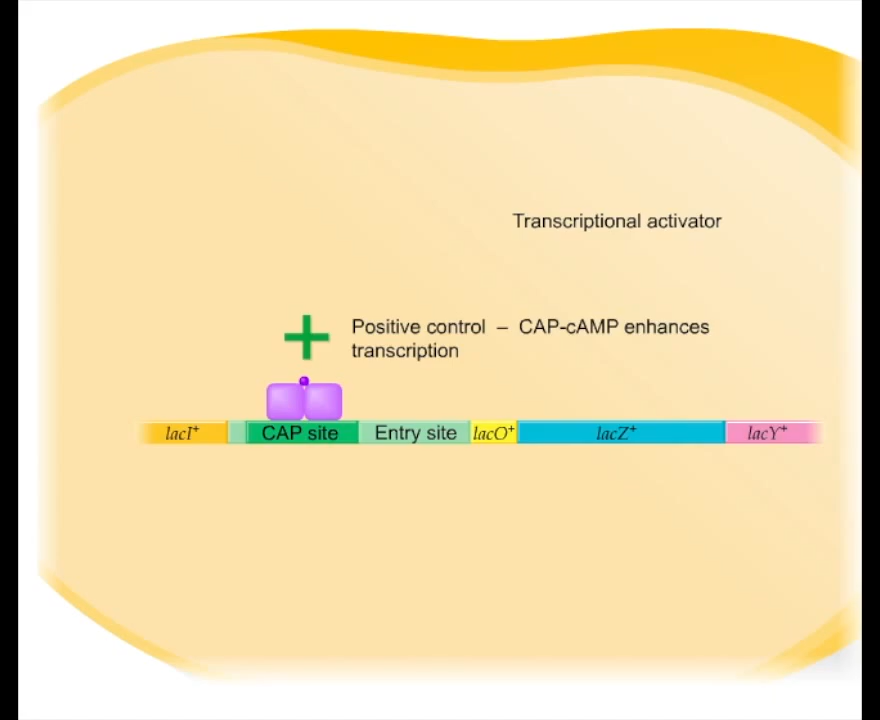 Transcriptional activator
Positive control – CAP-cAMP enhances
transcription
lacI⁺ CAP site Entry site lacO⁺ lacZ⁺ lacY⁺